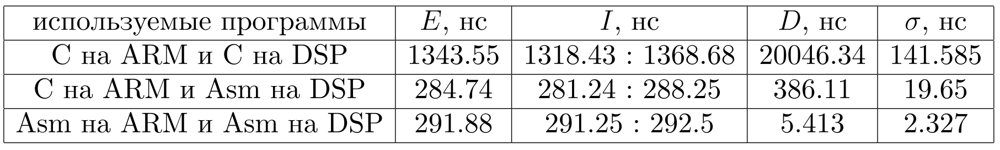 используемые программы E, нс I, нс D, нс σ, нс
С на ARM и С на DSP 1343.55 1318.43 : 1368.68 20046.34 141.585
С на ARM и Asm на DSP 284.74 281.24 : 288.25 386.11 19.65
Asm на ARM и Asm на DSP 291.88 291.25 : 292.5 5.413 2.327